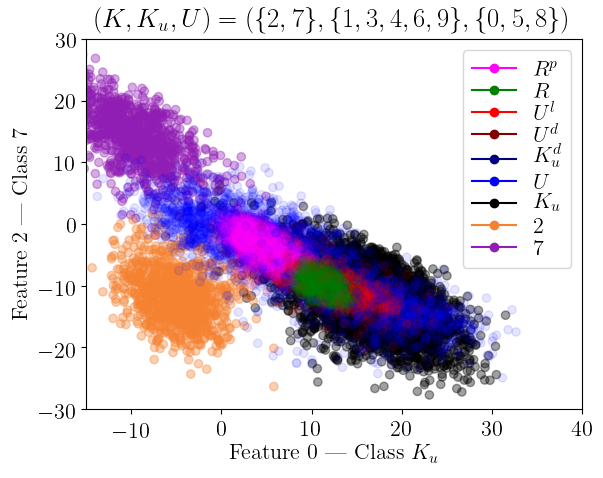 (K, K_u, U) = ({2, 7}, {1, 3, 4, 6, 9}, {0, 5, 8})
30
20
10
0
−10
−20
−30
Feature 2 — Class 7
R^p
R
U^l
U^d
K_u^d
U
K_u
2
7
−10
0
10
20
30
40
Feature 0 — Class K_u